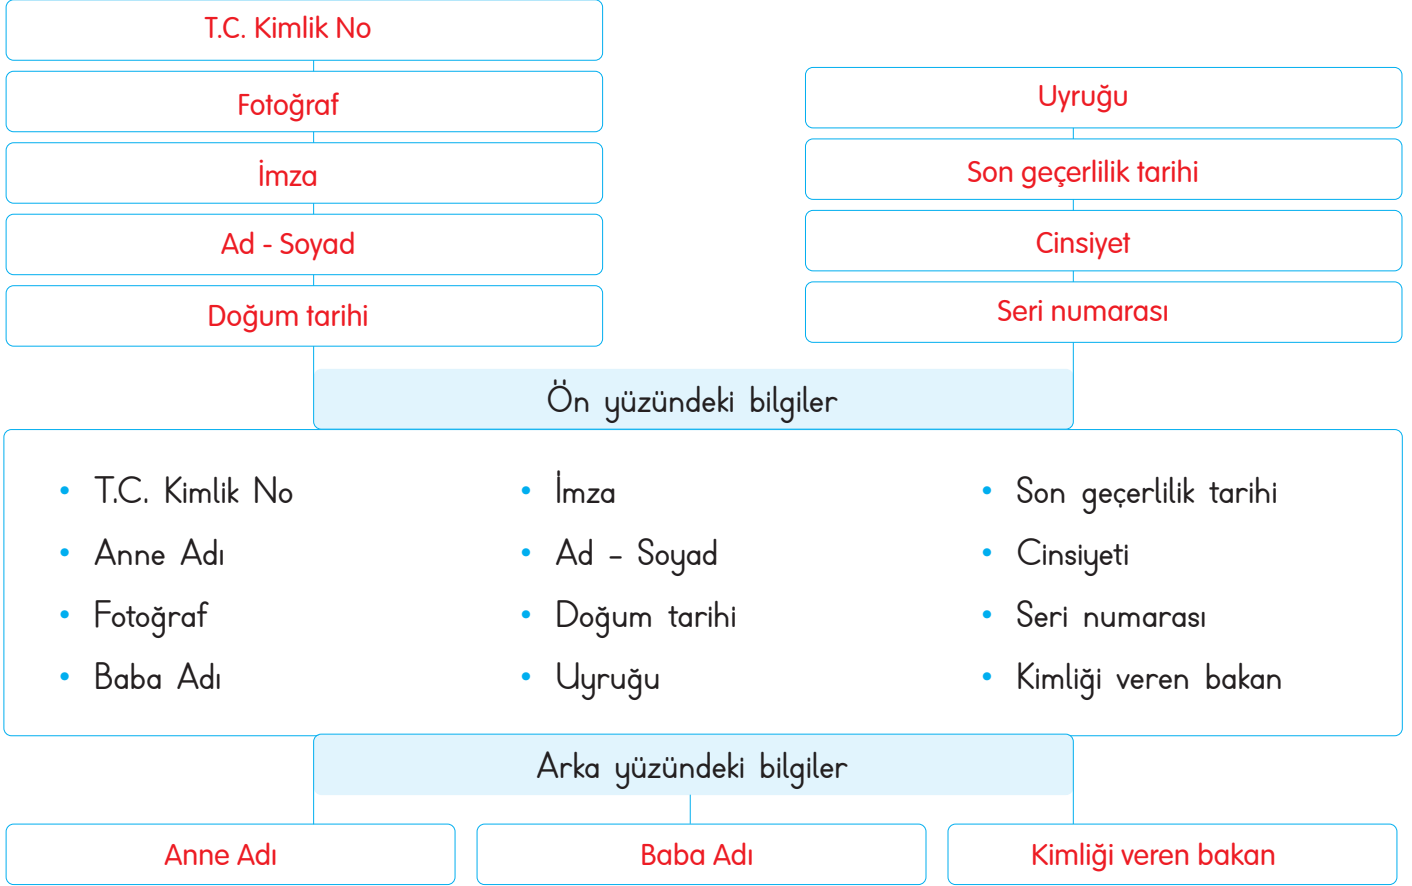 T.C. Kimlik No
Fotoğraf
İmza
Ad - Soyad
Doğum tarihi
Uyruğu
Son geçerlilik tarihi
Cinsiyet
Seri numarası
Ön yüzündeki bilgiler
• T.C. Kimlik No
• Anne Adı
• Fotoğraf
• Baba Adı
• İmza
• Ad – Soyad
• Doğum tarihi
• Uyruğu
• Son geçerlilik tarihi
• Cinsiyeti
• Seri numarası
• Kimliği veren bakan
Arka yüzündeki bilgiler
Anne Adı
Baba Adı
Kimliği veren bakan